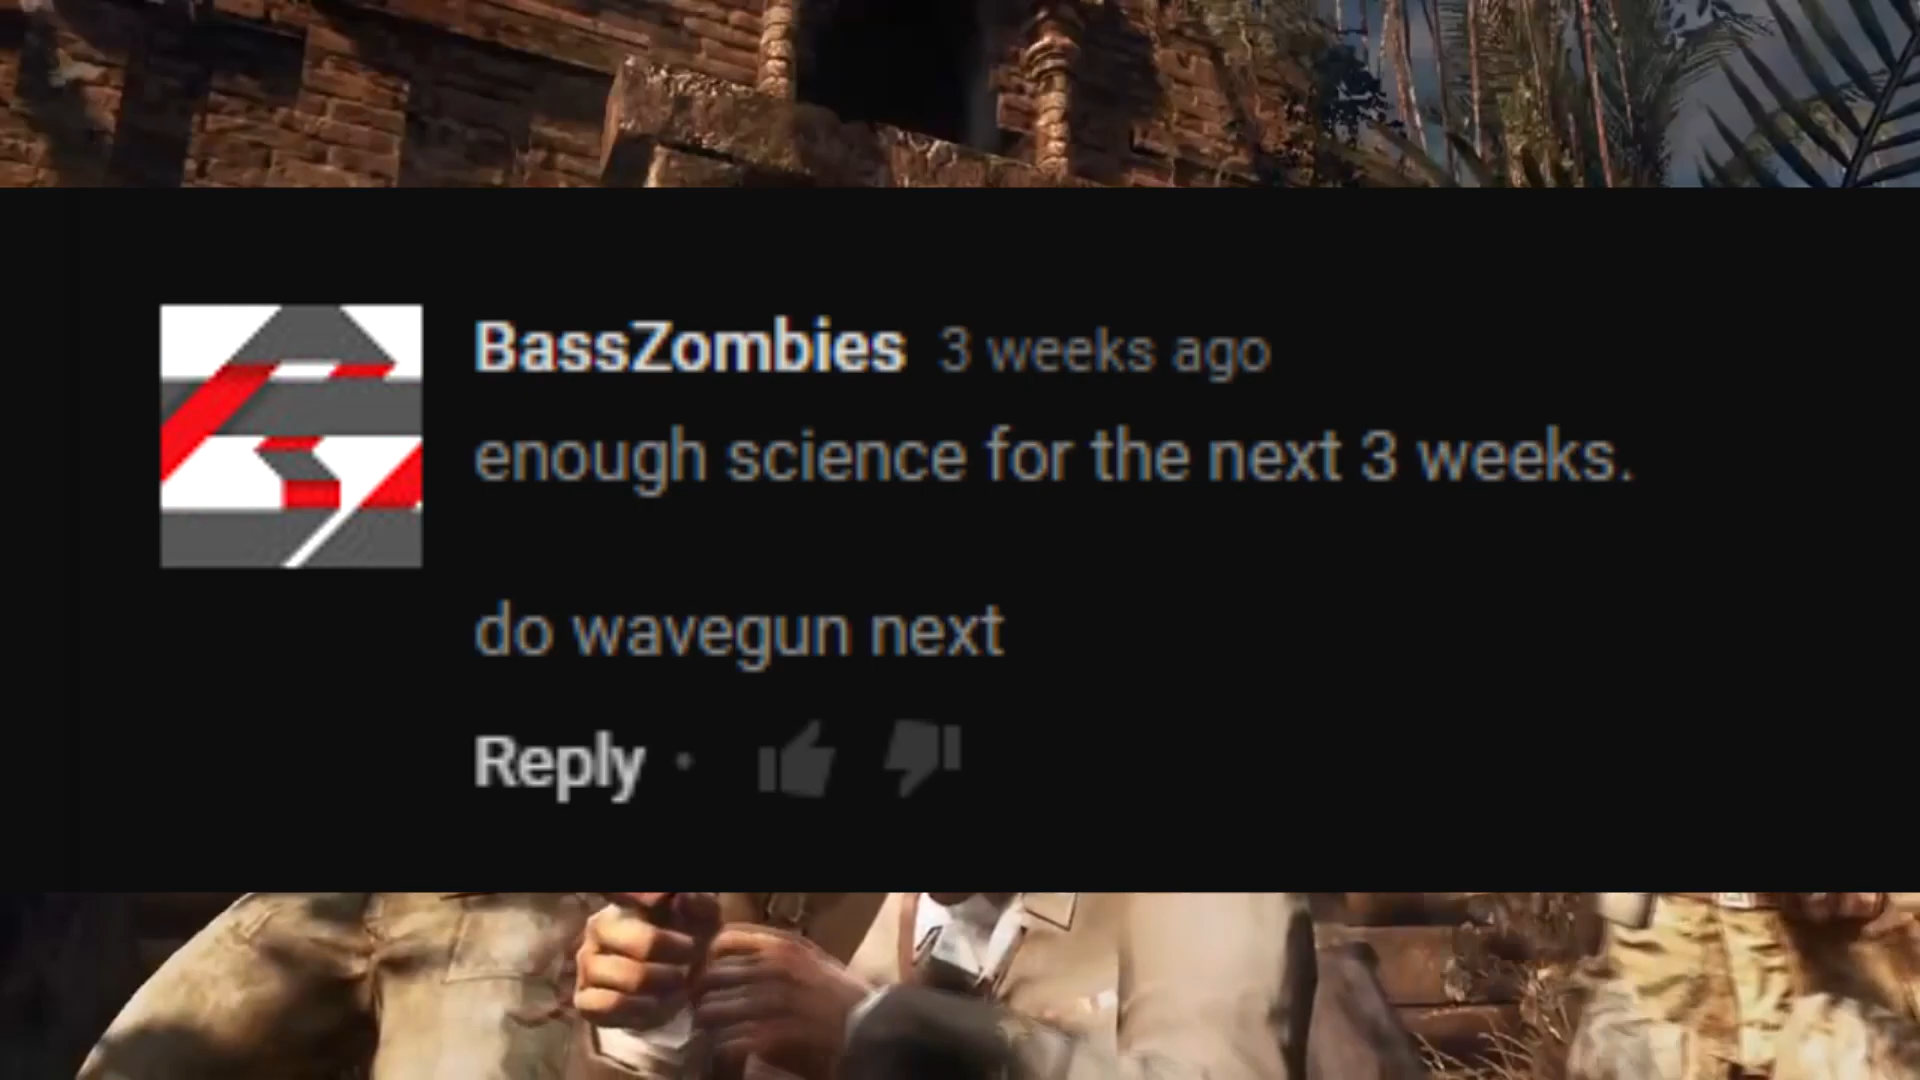 BassZombies 3 weeks ago
enough science for the next 3 weeks.
do wavegun next
Reply